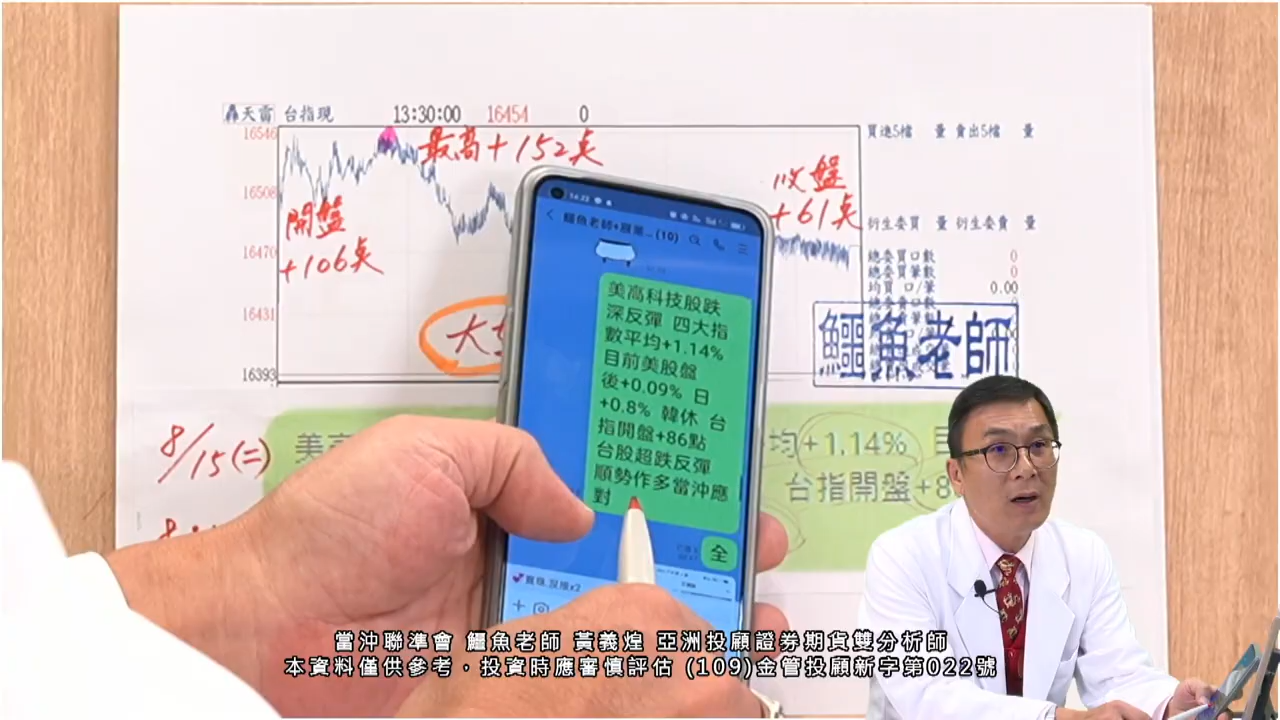 天雷 台指現 13:30:00 16454 0
16546
16508
16470
16431
16393
最高+152点
開盤
+106点
收盤
+61点
買進5檔 量 賣出5檔 量
衍生委買 量 衍生委賣 量
總委買口數 0
總委買筆數 0
均買 口/筆 0.00
鱷魚老師
8/15(二)
美高
均+1.14%
台指開盤+8
14:22
(10)
美高科技股跌
深反彈 四大指
數平均+1.14%
目前美股盤
後+0.09% 日
+0.8% 韓休 台
指開盤+86點
台股超跌反彈
順勢作多當沖應
對
全
當沖聯準會 鱷魚老師 黃義煌 亞洲投顧證券期貨雙分析師
本資料僅供參考，投資時應審慎評估 (109)金管投顧新字第022號